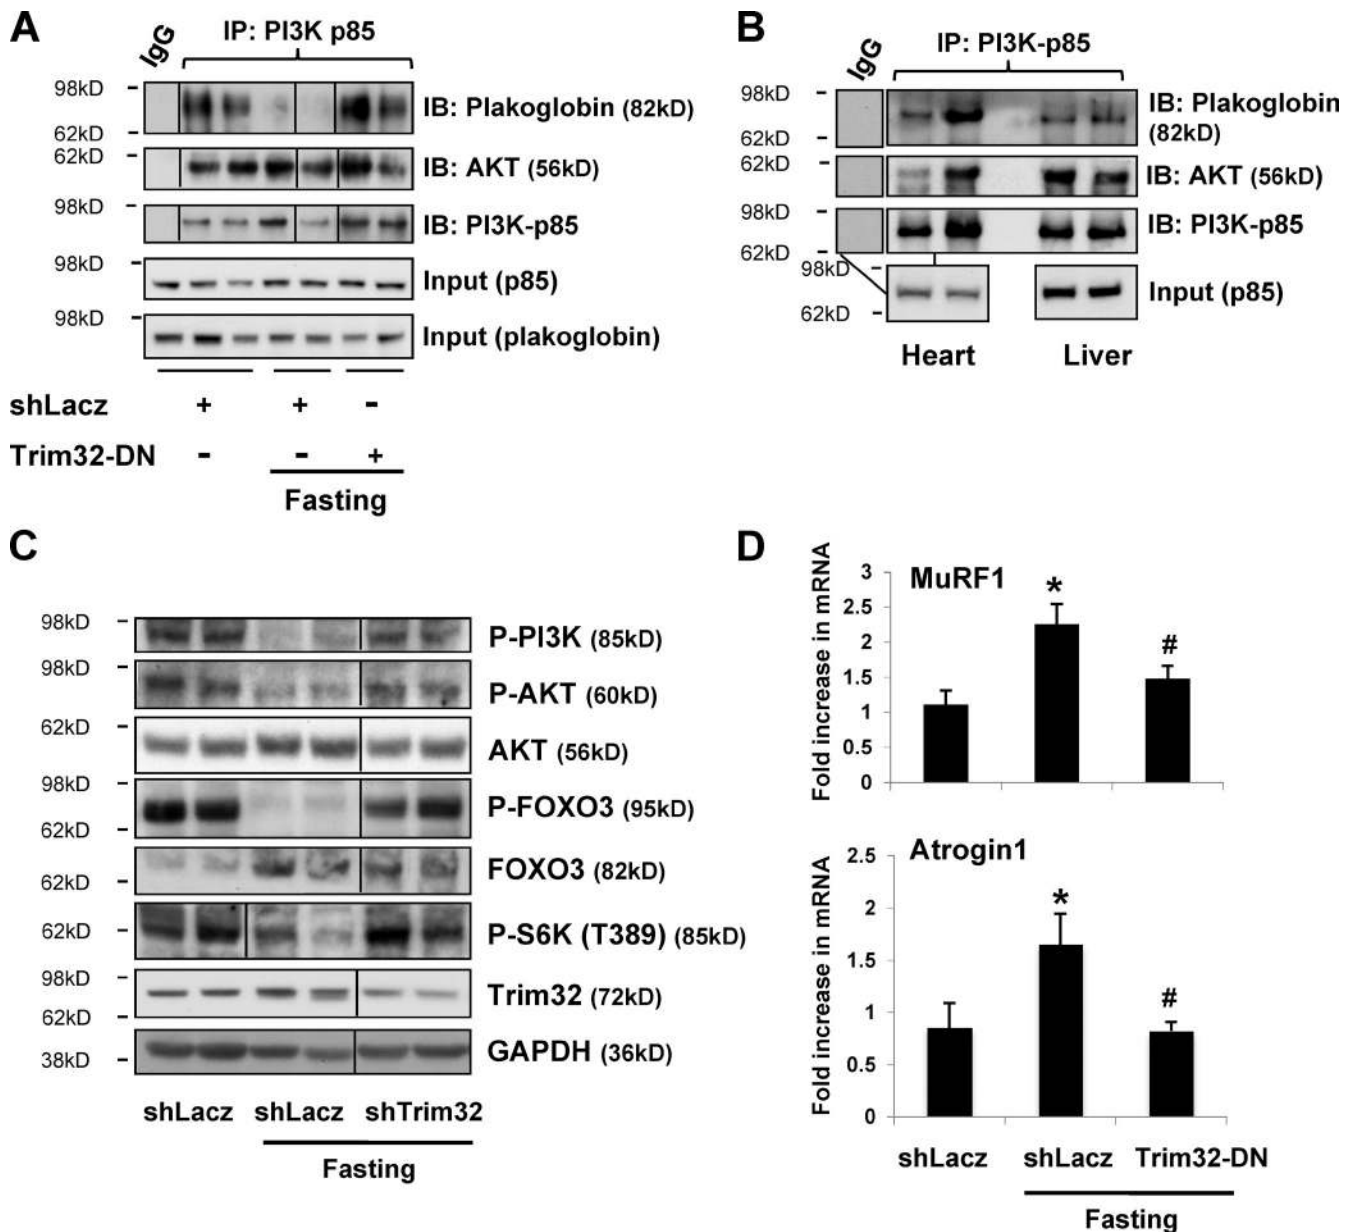 A
IgG
IP: PI3K p85
98kD
62kD
IB: Plakoglobin (82kD)
62kD
IB: AKT (56kD)
98kD
IB: PI3K-p85
98kD
Input (p85)
98kD
Input (plakoglobin)
shLacz + + -
Trim32-DN - - +
Fasting
B
IgG
IP: PI3K-p85
98kD
62kD
IB: Plakoglobin
(82kD)
62kD
IB: AKT (56kD)
98kD
62kD
IB: PI3K-p85
98kD
62kD
Input (p85)
Heart Liver
C
98kD
P-PI3K (85kD)
98kD
P-AKT (60kD)
62kD
AKT (56kD)
98kD
62kD
P-FOXO3 (95kD)
62kD
FOXO3 (82kD)
62kD
P-S6K (T389) (85kD)
98kD
62kD
Trim32 (72kD)
38kD
GAPDH (36kD)
shLacz shLacz shTrim32
Fasting
D
Fold increase in mRNA
MuRF1
3
2.5
2
1.5
1
0.5
0
*
#
Fold increase in mRNA
Atrogin1
2.5
2
1.5
1
0.5
0
*
#
shLacz shLacz Trim32-DN
Fasting